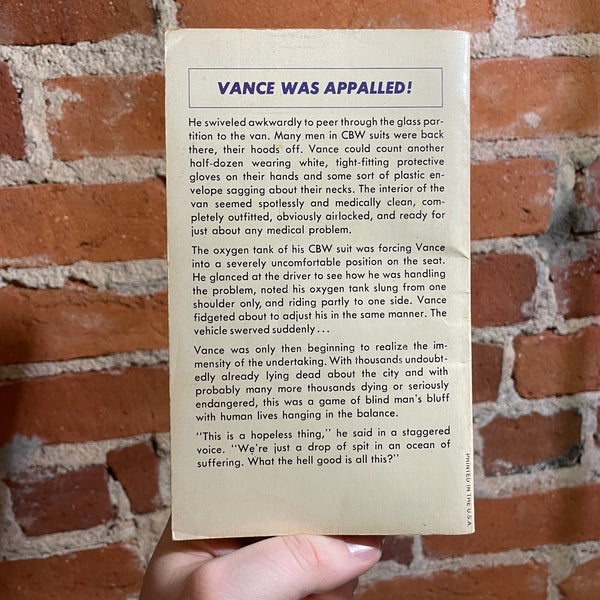 VANCE WAS APPALLED!
He swiveled awkwardly to peer through the glass par-
tition to the van. Many men in CBW suits were back
there, their hoods off. Vance could count another
half-dozen wearing white, tight-fitting protective
gloves on their hands and some sort of plastic en-
velope sagging about their necks. The interior of the
van seemed spotlessly and medically clean, com-
pletely outfitted, obviously airlocked, and ready for
just about any medical problem.
The oxygen tank of his CBW suit was forcing Vance
into a severely uncomfortable position on the seat.
He glanced at the driver to see how he was handling
the problem, noted his oxygen tank slung from one
shoulder only, and riding partly to one side. Vance
fidgeted about to adjust his in the same manner. The
vehicle swerved suddenly...
Vance was only then beginning to realize the im-
mensity of the undertaking. With thousands undoubt-
edly already lying dead about the city and with
probably many more thousands dying or seriously
endangered, this was a game of blind man's bluff
with human lives hanging in the balance.
"This is a hopeless thing," he said in a staggered
voice. "We're just a drop of spit in an ocean of
suffering. What the hell good is all this?"
PRINTED IN THE U.S.A.